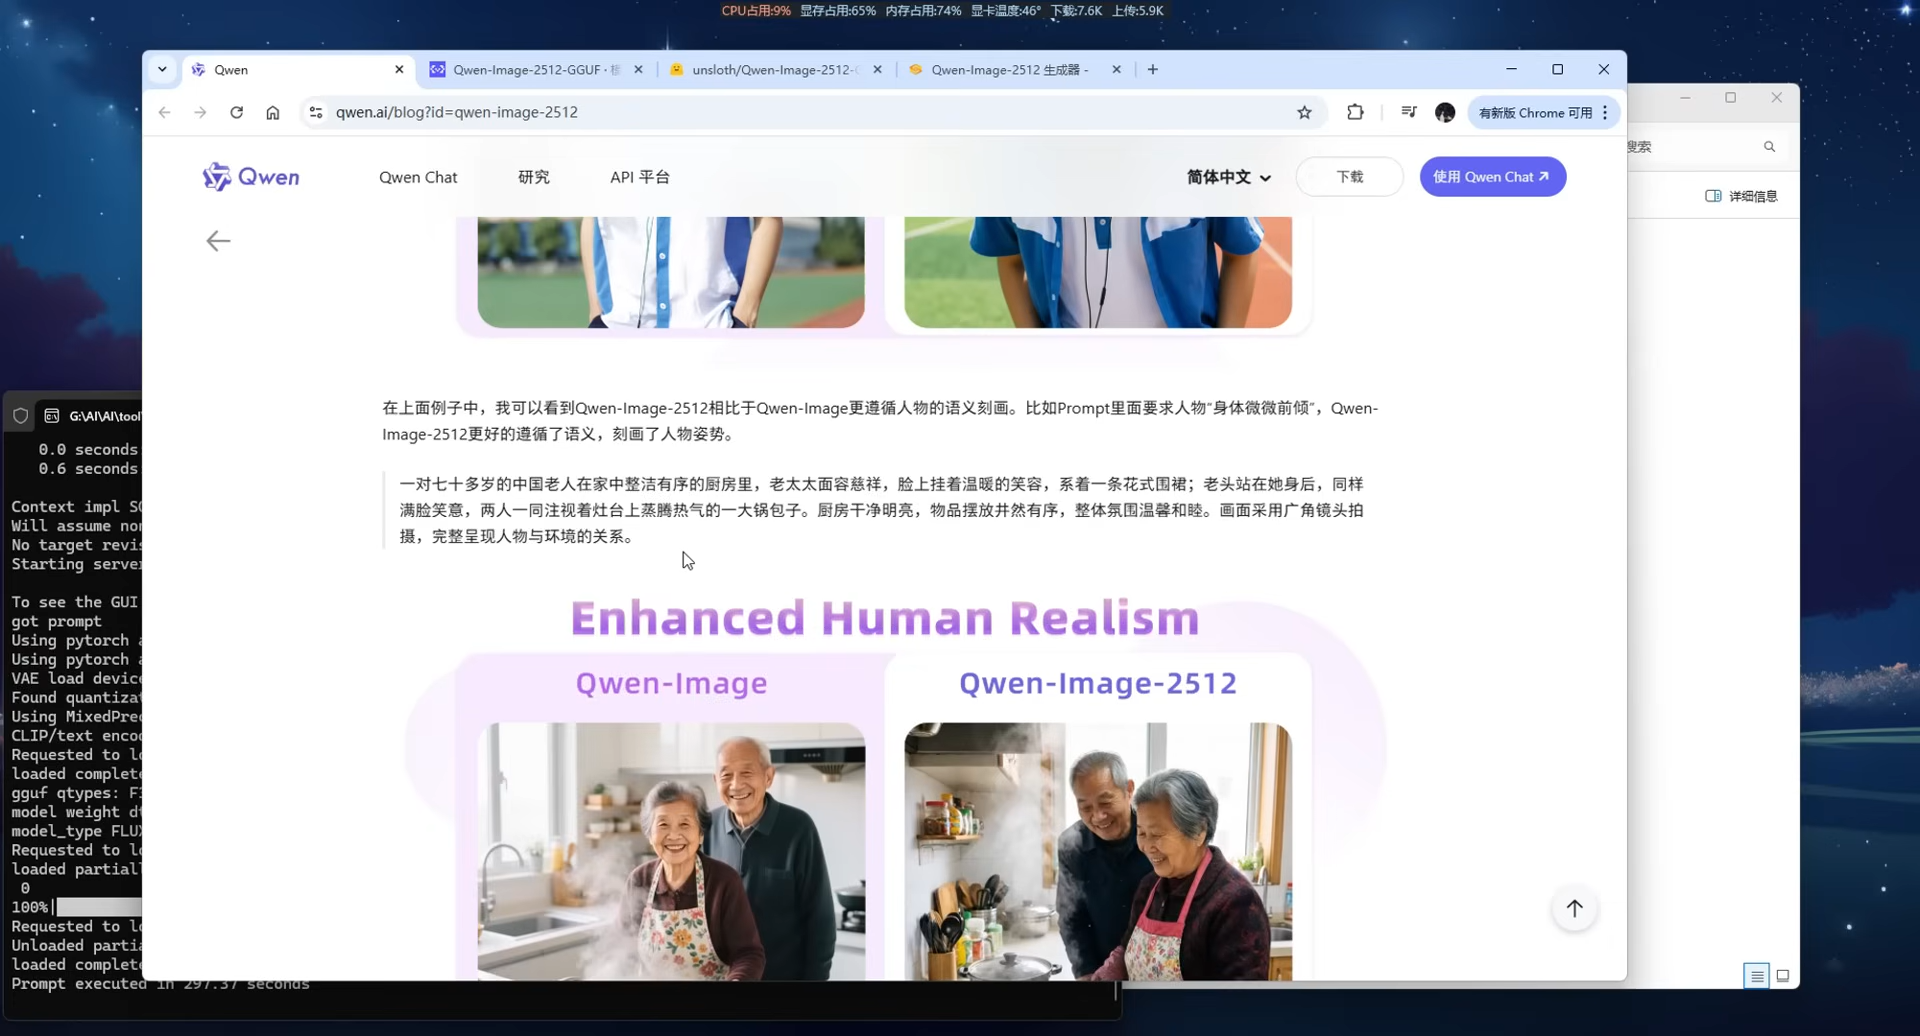 CPU占用:9% 显存占用:65% 内存占用:74% 显卡温度:46° 下载:7.6K 上传:5.9K
Qwen
Qwen-Image-2512-GGUF ·
unsloth/Qwen-Image-2512-
Qwen-Image-2512 生成器 -
qwen.ai/blog?id=qwen-image-2512
有新版 Chrome 可用
搜索
Qwen
Qwen Chat
研究
API 平台
简体中文
下载
使用 Qwen Chat
详细信息
在上面例子中，我可以看到Qwen-Image-2512相比于Qwen-Image更遵循人物的语义刻画。比如Prompt里面要求人物“身体微微前倾”，Qwen-
Image-2512更好的遵循了语义，刻画了人物姿势。
一对七十多岁的中国老人在家中整洁有序的厨房里，老太太面容慈祥，脸上挂着温暖的笑容，系着一条花式围裙；老头站在她身后，同样
满脸笑意，两人一同注视着灶台上蒸腾热气的一大锅包子。厨房干净明亮，物品摆放井然有序，整体氛围温馨和睦。画面采用广角镜头拍
摄，完整呈现人物与环境的关系。
Enhanced Human Realism
Qwen-Image
Qwen-Image-2512
G:\AI\AI\tool
0.0 seconds
0.6 seconds
Context impl
Will assume
No target
Starting
To see the GUI
got prompt
Using pytorch
Using pytorch
VAE load
Found
Using
CLIP/text
Requested to
loaded
gguf qtypes:
model weight
model_type FLUX
Requested to
loaded
0
100%|
Requested to
Unloaded
loaded
Prompt executed in 297.37 seconds